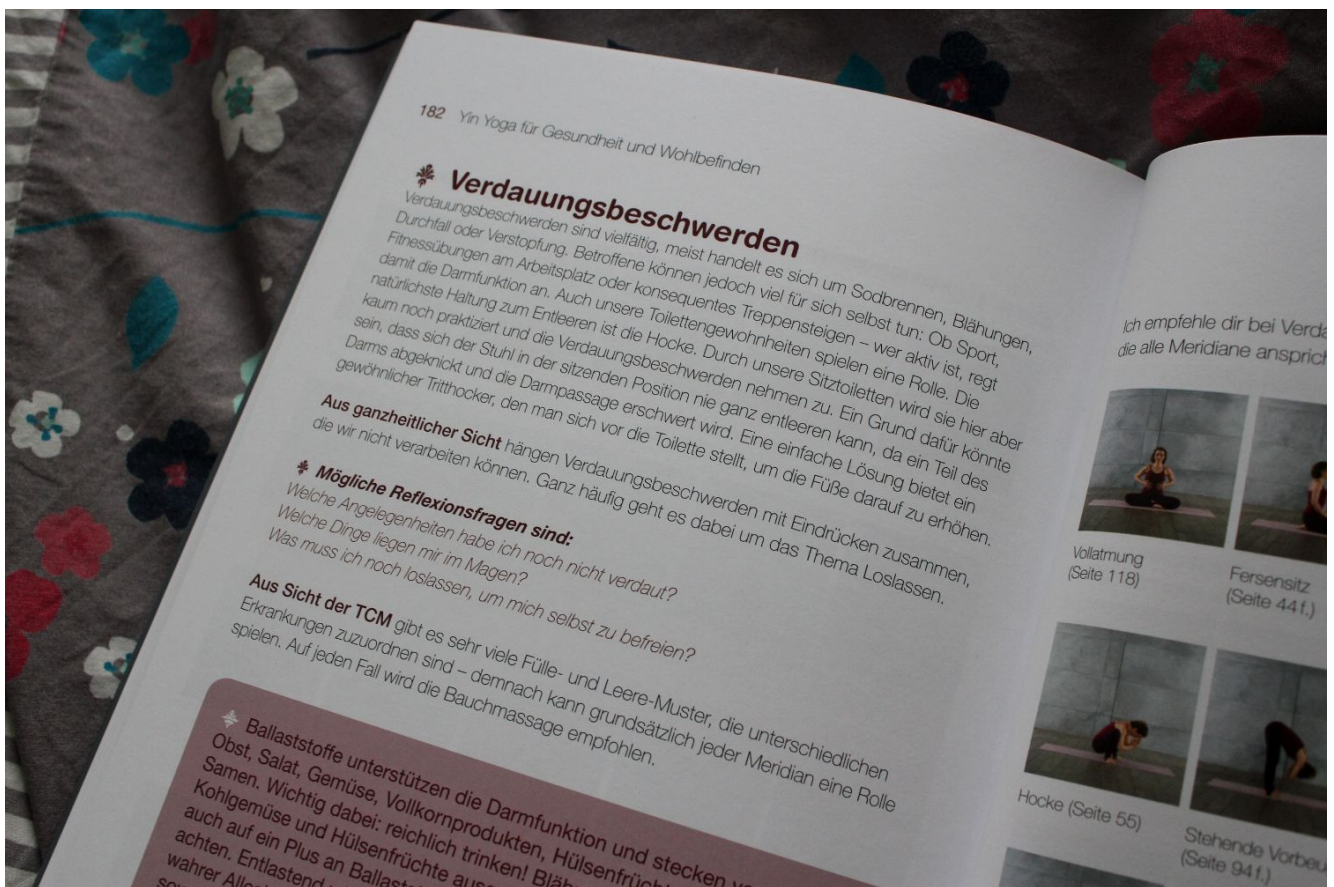 182 Yin Yoga für Gesundheit und Wohlbefinden
Verdauungsbeschwerden
Verdauungsbeschwerden sind vielfältig, meist handelt es sich um Sodbrennen, Blähungen,
Durchfall oder Verstopfung. Betroffene können jedoch viel für sich selbst tun: Ob Sport,
Fitnessübungen am Arbeitsplatz oder konsequentes Treppensteigen – wer aktiv ist, regt
damit die Darmfunktion an. Auch unsere Toilettengewohnheiten spielen eine Rolle. Die
natürlichste Haltung zum Entleeren ist die Hocke. Durch unsere Sitztoiletten wird sie hier aber
kaum noch praktiziert und die Verdauungsbeschwerden nehmen zu. Ein Grund dafür könnte
sein, dass sich der Stuhl in der sitzenden Position nie ganz entleeren kann, da ein Teil des
Darms abgeknickt und die Darmpassage erschwert wird. Eine einfache Lösung bietet ein
gewöhnlicher Tritthocker, den man sich vor die Toilette stellt, um die Füße darauf zu erhöhen.
Aus ganzheitlicher Sicht hängen Verdauungsbeschwerden mit Eindrücken zusammen,
die wir nicht verarbeiten können. Ganz häufig geht es dabei um das Thema Loslassen.
Mögliche Reflexionsfragen sind:
Welche Angelegenheiten habe ich noch nicht verdaut?
Welche Dinge liegen mir im Magen?
Was muss ich noch loslassen, um mich selbst zu befreien?
Aus Sicht der TCM gibt es sehr viele Fülle- und Leere-Muster, die unterschiedlichen
Erkrankungen zuzuordnen sind – demnach kann grundsätzlich jeder Meridian eine Rolle
spielen. Auf jeden Fall wird die Bauchmassage empfohlen.
Ballaststoffe unterstützen die Darmfunktion und stecken
Obst, Salat, Gemüse, Vollkornprodukten,
Samen. Wichtig dabei: reichlich trinken!
Kohlgemüse und Hülsenfrüchte
auch auf ein Plus an
achten. Entlastend
wahrer
Ich empfehle dir bei
die alle Meridiane
Vollatmung
(Seite 118)
Fersensitz
(Seite 44 f.)
Hocke (Seite 55)
Stehende
(Seite 94 f.)